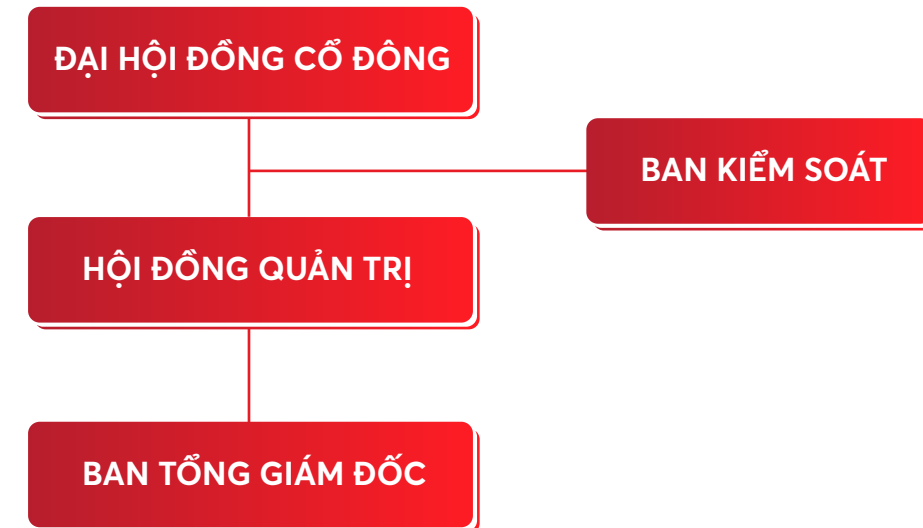 ĐẠI HỘI ĐỒNG CỔ ĐÔNG
BAN KIỂM SOÁT
HỘI ĐỒNG QUẢN TRỊ
BAN TỔNG GIÁM ĐỐC